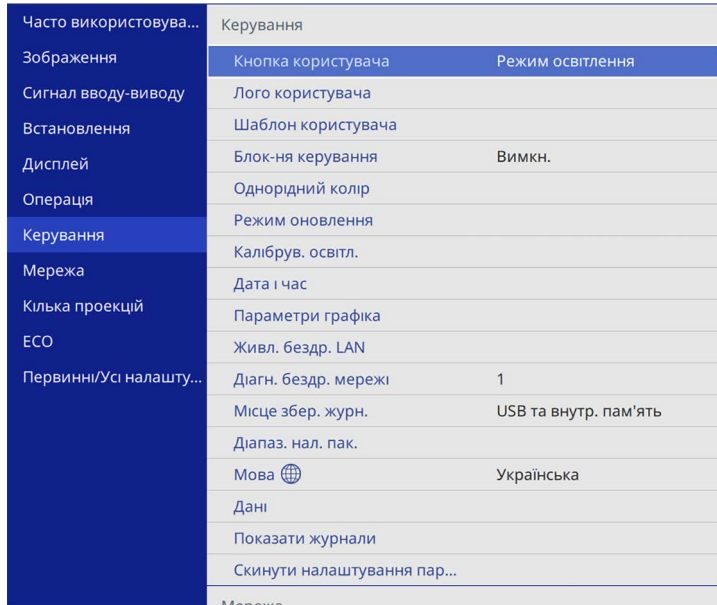 Часто використовува...
Зображення
Сигнал вводу-виводу
Встановлення
Дисплей
Операція
Керування
Мережа
Кілька проекцій
ECO
Первинні/Усі налашту...
Керування
Кнопка користувача Режим освітлення
Лого користувача
Шаблон користувача
Блок-ня керування Вимкн.
Однорідний колір
Режим оновлення
Калібрув. освітл.
Дата і час
Параметри графіка
Живл. бездр. LAN
Діагн. бездр. мережі 1
Місце збер. журн. USB та внутр. пам'ять
Діапаз. нал. пак.
Мова Українська
Дані
Показати журнали
Скинути налаштування пар...
Мережа